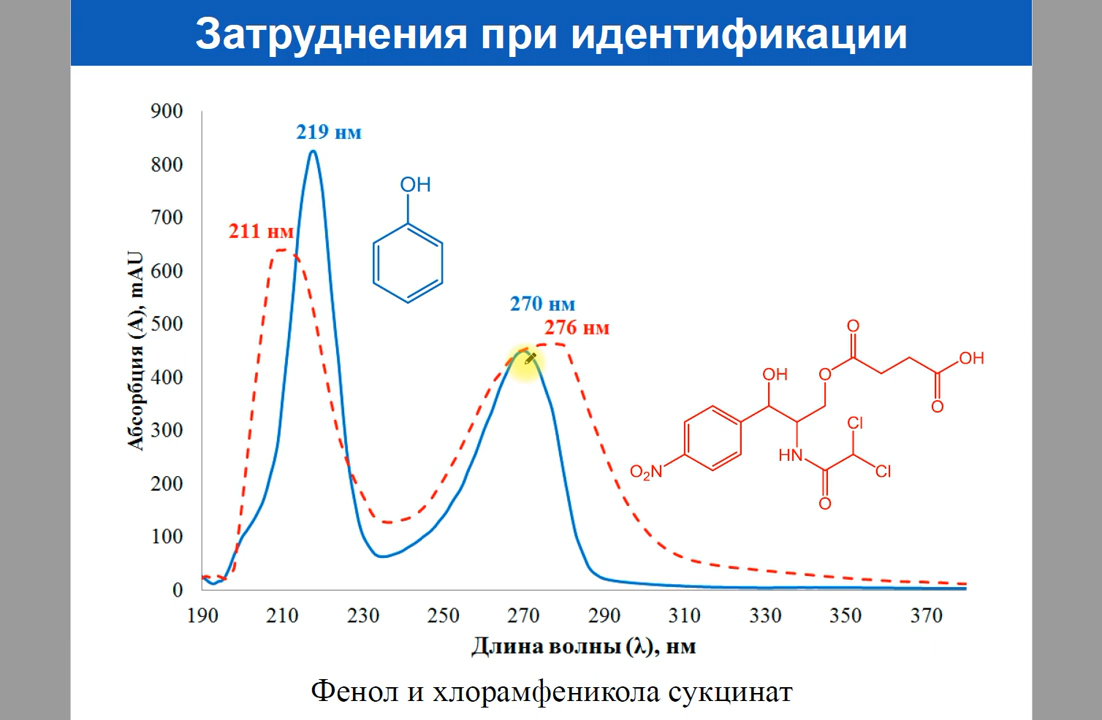 Затруднения при идентификации
900
800
700
600
500
400
300
200
100
0
Абсорбция (А), mAU
219 нм
211 нм
OH
270 нм
276 нм
O
OH
O
O
OH
Cl
HN
Cl
O₂N
O
190 210 230 250 270 290 310 330 350 370
Длина волны (λ), нм
Фенол и хлорамфеникола сукцинат